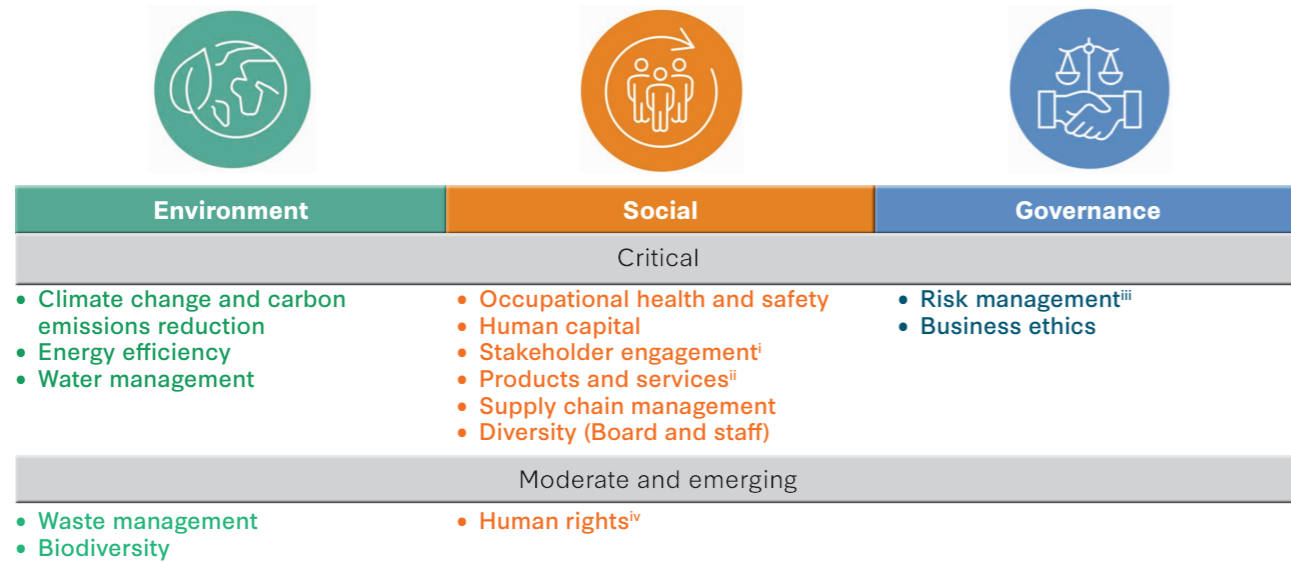 Environment
Social
Governance
Critical
• Climate change and carbon
emissions reduction
• Energy efficiency
• Water management
• Occupational health and safety
• Human capital
• Stakeholder engagementⁱ
• Products and servicesⁱⁱ
• Supply chain management
• Diversity (Board and staff)
• Risk managementⁱⁱⁱ
• Business ethics
Moderate and emerging
• Waste management
• Biodiversity
• Human rightsⁱᵛ